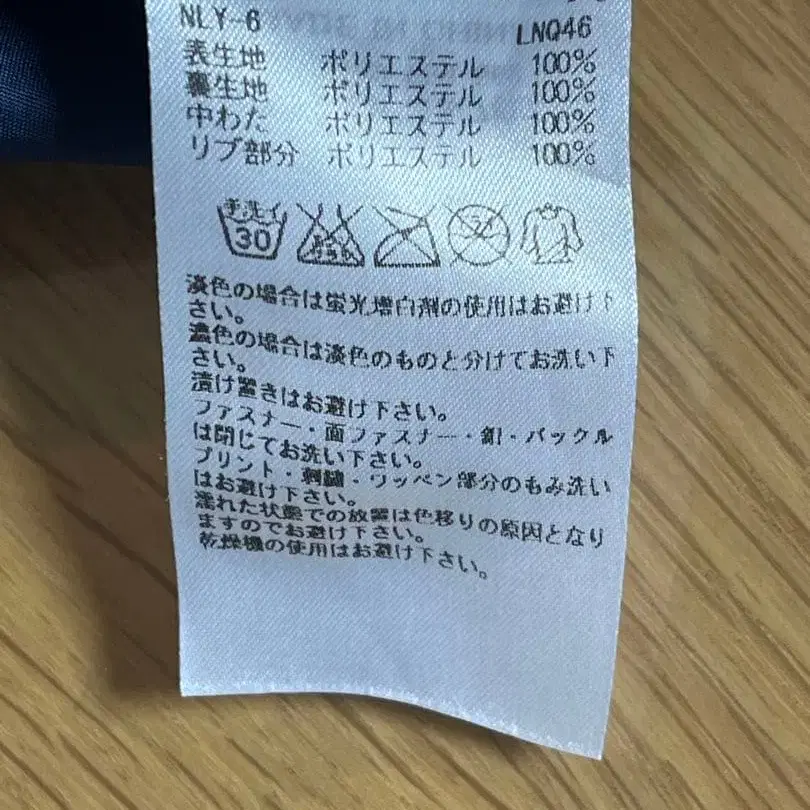 NLY-6 LNQ46
表生地 ポリエステル 100%
裏生地 ポリエステル 100%
中わた ポリエステル 100%
リブ部分 ポリエステル 100%
手洗イ
30
淡色の場合は蛍光増白剤の使用はお避け下
さい。
濃色の場合は淡色のものと分けてお洗い下
さい。
漬け置きはお避け下さい。
ファスナー・面ファスナー・釦・バックル
は閉じてお洗い下さい。
プリント・刺繍・ワッペン部分のもみ洗い
はお避け下さい。
濡れた状態での放置は色移りの原因となり
ますのでお避け下さい。
乾燥機の使用はお避け下さい。